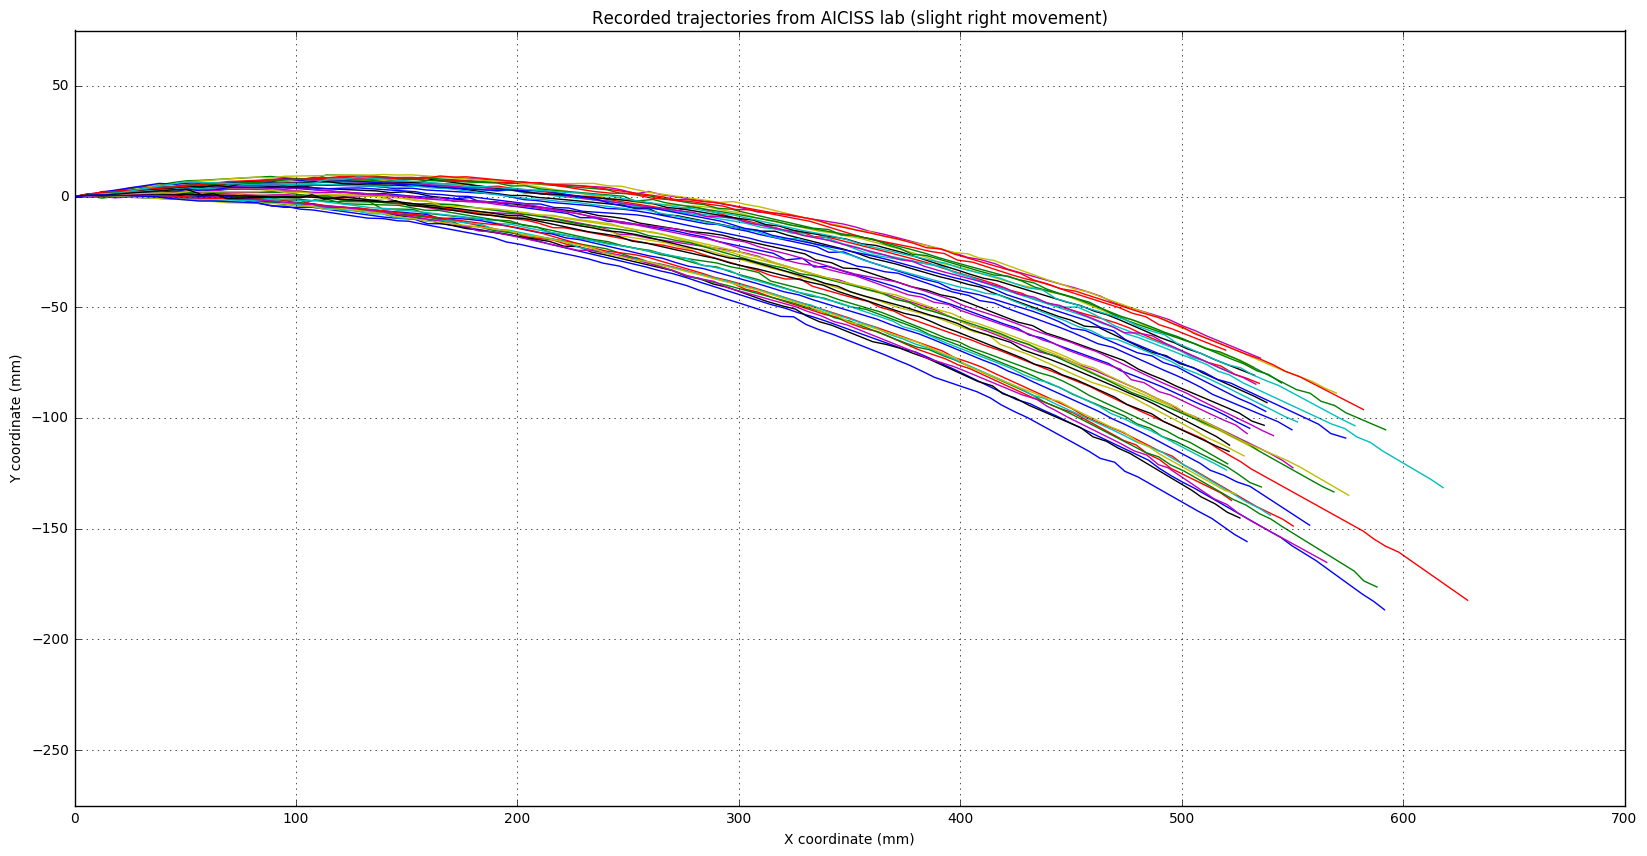 Recorded trajectories from AICISS lab (slight right movement)
50
0
−50
−100
−150
−200
−250
Y coordinate (mm)
0 100 200 300 400 500 600 700
X coordinate (mm)